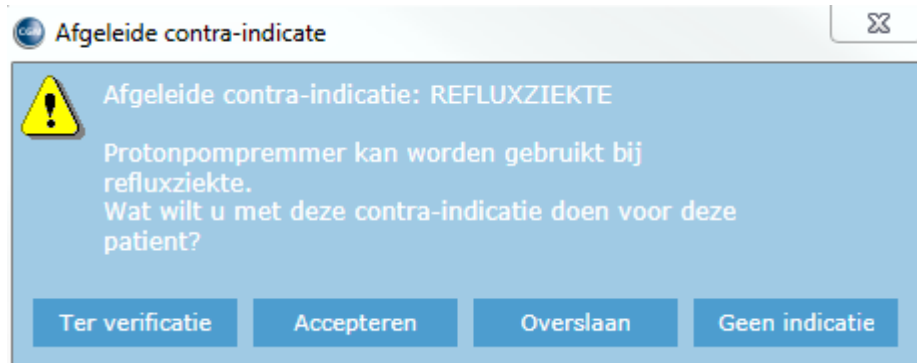 CGM Afgeleide contra-indicate
Afgeleide contra-indicatie: REFLUXZIEKTE
Protonpompremmer kan worden gebruikt bij
refluxziekte.
Wat wilt u met deze contra-indicatie doen voor deze
patient?
Ter verificatie Accepteren Overslaan Geen indicatie